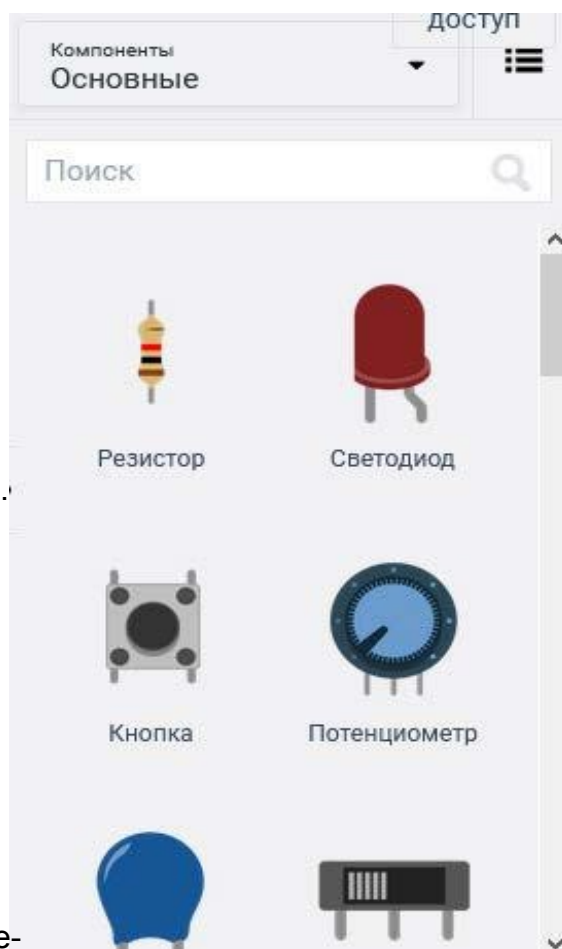 доступ
Компоненты
Основные
Поиск
Резистор
Светодиод
.
Кнопка
Потенциометр
е-